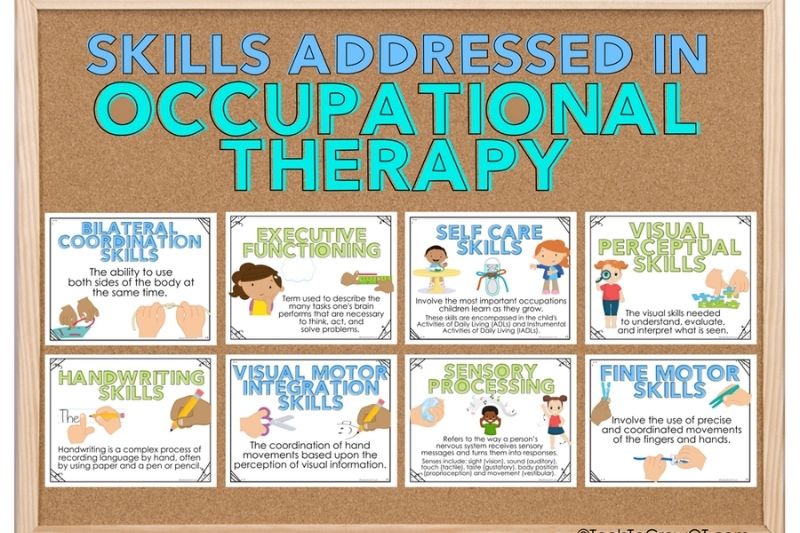 SKILLS ADDRESSED IN
OCCUPATIONAL
THERAPY
BILATERAL
COORDINATION
SKILLS
The ability to use
both sides of the body at
the same time.
EXECUTIVE
FUNCTIONING
Term used to describe the
many tasks one's brain
performs that are necessary
to think, act, and
solve problems.
SELF CARE
SKILLS
Involve the most important occupations
children learn as they grow.
These skills are encompassed in the child's
Activities of Daily Living (ADLs) and Instrumental
Activities of Daily Living (IADLs).
VISUAL
PERCEPTUAL
SKILLS
The visual skills needed
to understand, evaluate,
and interpret what is seen.
HANDWRITING
SKILLS
The
Handwriting is a complex process of
recording language by hand, often
by using paper and a pen or pencil.
VISUAL MOTOR
INTEGRATION
SKILLS
The coordination of hand
movements based upon the
perception of visual information.
SENSORY
PROCESSING
Refers to the way a person's
nervous system receives sensory
messages and turns them into responses.
Senses include: sight (vision), sound (auditory),
touch (tactile), taste (gustatory), body position
(proprioception) and movement (vestibular).
FINE MOTOR
SKILLS
Involve the use of precise
and coordinated movements
of the fingers and hands.
©ToolsToGrowOT.com